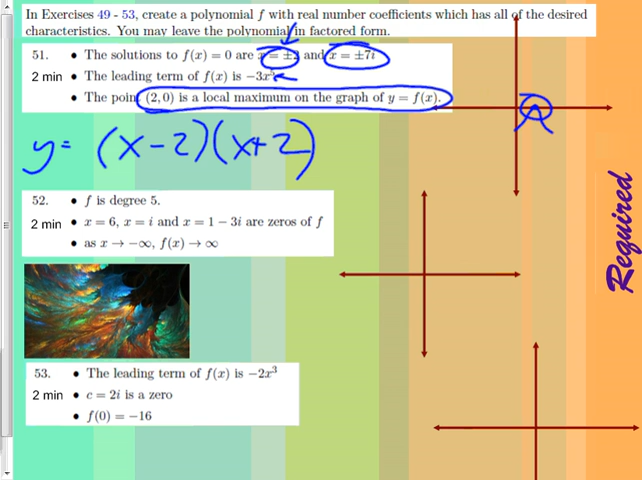 In Exercises 49 - 53, create a polynomial f with real number coefficients which has all of the desired
characteristics. You may leave the polynomial in factored form.
51. • The solutions to f(x) = 0 are x = ±2 and x = ±7i
2 min • The leading term of f(x) is −3x
• The point (2, 0) is a local maximum on the graph of y = f(x).
y= (x-2)(x+2)
52. • f is degree 5.
2 min • x = 6, x = i and x = 1 − 3i are zeros of f
• as x → −∞, f(x) → ∞
Required
53. • The leading term of f(x) is −2x³
2 min • c = 2i is a zero
• f(0) = −16